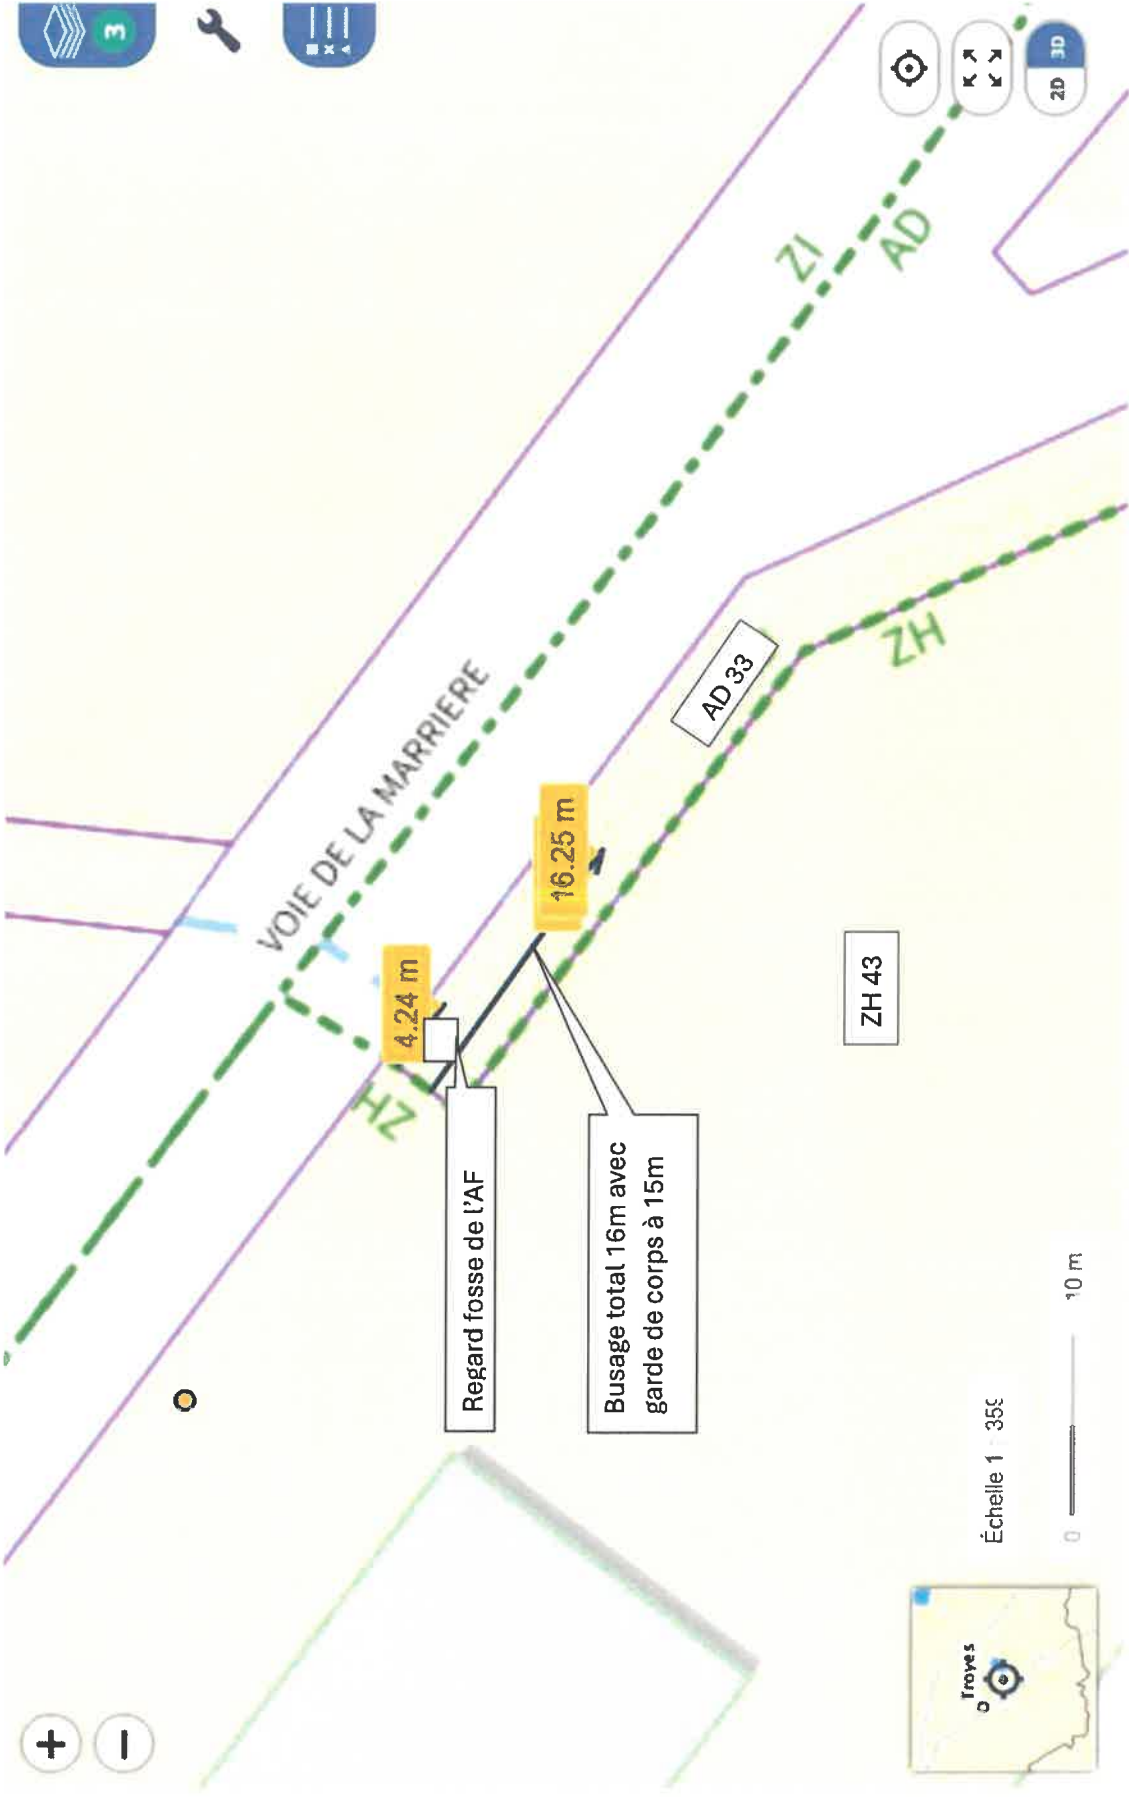 3
2D 3D
ZI
AD
VOIE DE LA MARRIERE
ZH
4.24 m
16.25 m
AD 33
ZH
Regard fosse de l'AF
Busage total 16m avec
garde de corps à 15m
ZH 43
Échelle 1 : 359
0 10 m
Troyes